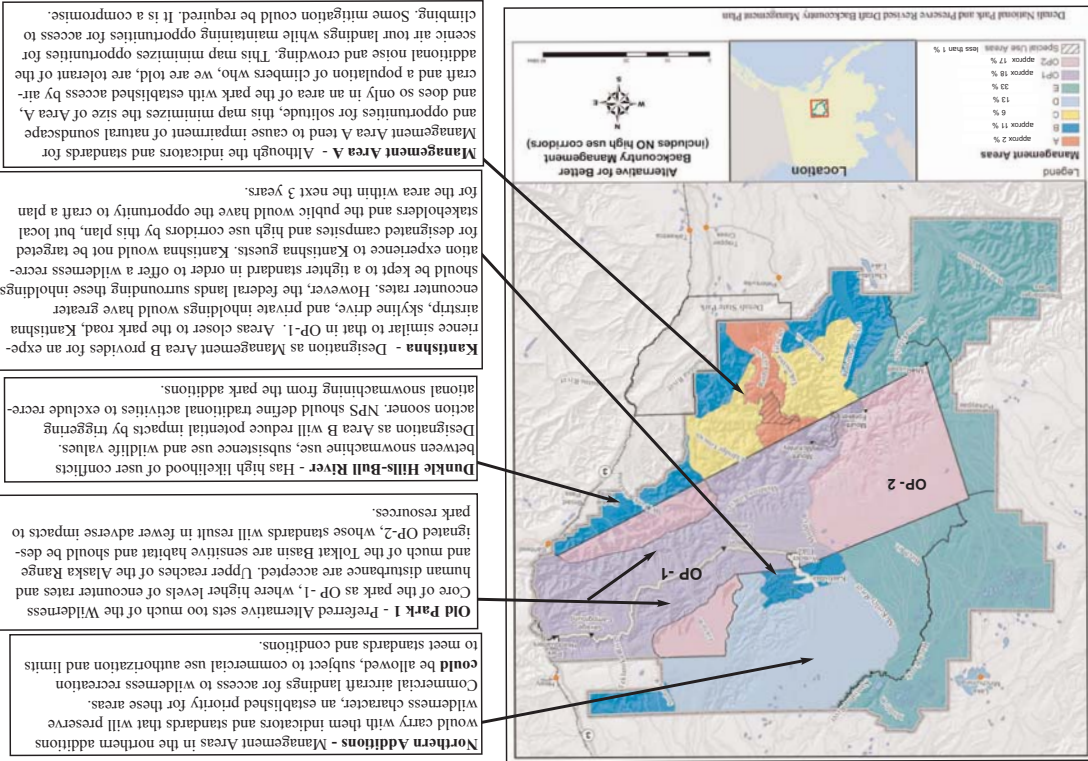 Northern Additions - Management Areas in the northern additions
would carry with them indicators and standards that will preserve
wilderness character, an established priority for these areas.
Commercial aircraft landings for access to wilderness recreation
could be allowed, subject to commercial use authorization and limits
to meet standards and conditions.
Old Park 1 - Preferred Alternative sets too much of the Wilderness
Core of the park as OP -1, where higher levels of encounter rates and
human disturbance are accepted. Upper reaches of the Alaska Range
and much of the Toklat Basin are sensitive habitat and should be des-
ignated OP-2, whose standards will result in fewer adverse impacts to
park resources.
Dunkle Hills-Bull River - Has high likelihood of user conflicts
between snowmachine use, subsistence use and wildlife values.
Designation as Area B will reduce potential impacts by triggering
action sooner. NPS should define traditional activities to exclude recre-
ational snowmachining from the park additions.
Kantishna - Designation as Management Area B provides for an expe-
rience similar to that in OP-1. Areas closer to the park road, Kantishna
airstrip, skyline drive, and private inholdings would have greater
encounter rates. However, the federal lands surrounding these inholdings
should be kept to a tighter standard in order to offer a wilderness recre-
ation experience to Kantishna guests. Kantishna would not be targeted
for designated campsites and high use corridors by this plan, but local
stakeholders and the public would have the opportunity to craft a plan
for the area within the next 3 years.
Management Area A - Although the indicators and standards for
Management Area A tend to cause impairment of natural soundscape
and opportunities for solitude, this map minimizes the size of Area A,
and does so only in an area of the park with established access by air-
craft and a population of climbers who, we are told, are tolerant of the
additional noise and crowding. This map minimizes opportunities for
scenic air tour landings while maintaining opportunities for access to
climbing. Some mitigation could be required. It is a compromise.
3
OP -1
OP - 2
3
Denali State Park
Talkeetna
Legend
Management Areas
A approx 2 %
B approx 11 %
C 6 %
D 13 %
E 33 %
OP1 approx 18 %
OP2 approx 17 %
Special Use Areas less than 1 %
Location
Alternative for Better
Backcountry Management
(includes NO high use corridors)
N
W E
S
Denali National Park and Preserve Revised Draft Backcountry Management Plan